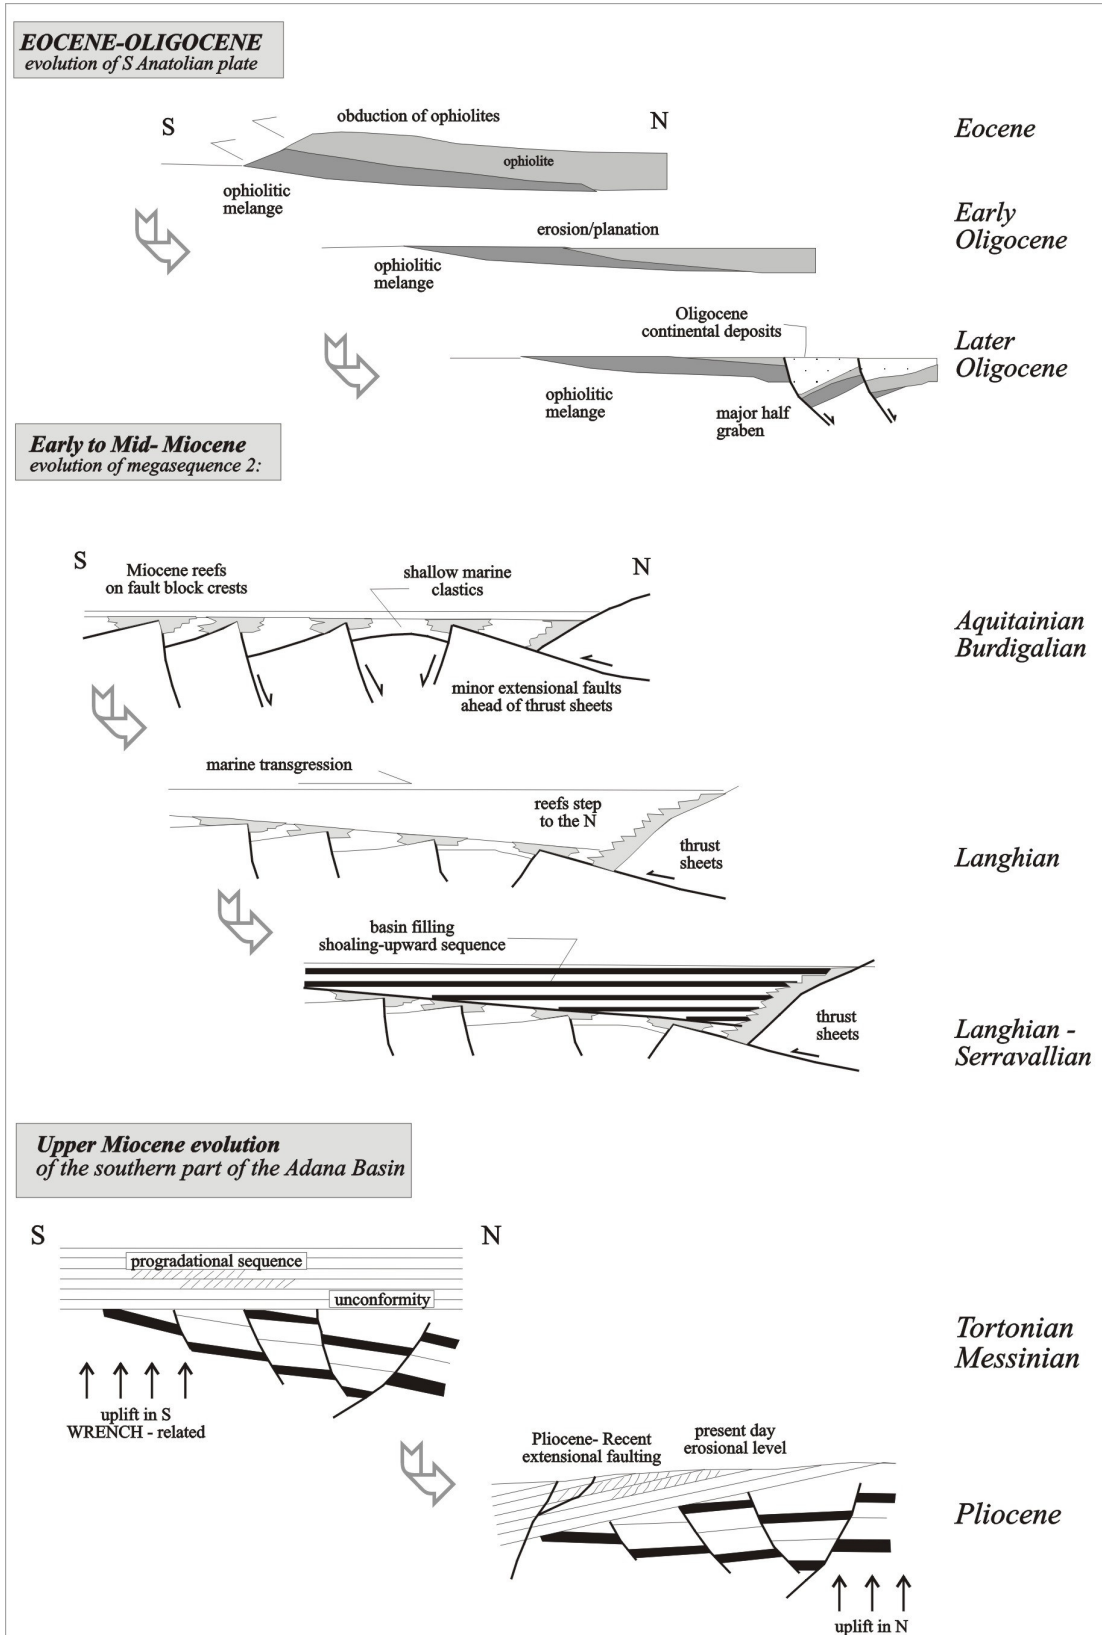 EOCENE-OLIGOCENE
evolution of S Anatolian plate
S
obduction of ophiolites
N
Eocene
ophiolite
ophiolitic
melange
Early
Oligocene
erosion/planation
ophiolitic
melange
Oligocene
continental deposits
Later
Oligocene
ophiolitic
melange
major half
graben
Early to Mid- Miocene
evolution of megasequence 2:
S
N
Miocene reefs
on fault block crests
shallow marine
clastics
Aquitainian
Burdigalian
minor extensional faults
ahead of thrust sheets
marine transgression
reefs step
to the N
thrust
sheets
Langhian
basin filling
shoaling-upward sequence
thrust
sheets
Langhian -
Serravallian
Upper Miocene evolution
of the southern part of the Adana Basin
S
N
progradational sequence
unconformity
Tortonian
Messinian
uplift in S
WRENCH - related
Pliocene- Recent
extensional faulting
present day
erosional level
Pliocene
uplift in N